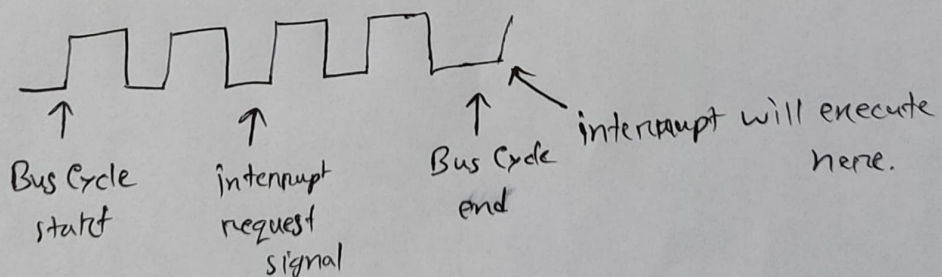 Bus Cycle
start
interrupt
request
signal
Bus Cycle
end
interrupt will execute
here.